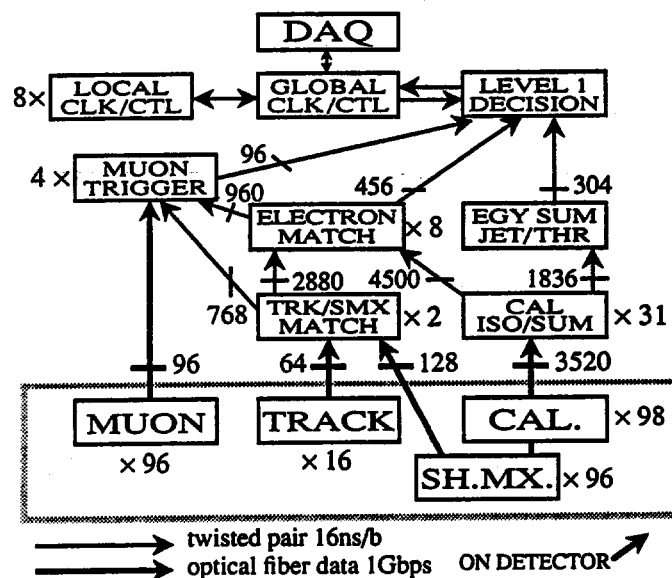 DAQ
LOCAL
CLK/CTL
8×
GLOBAL
CLK/CTL
LEVEL 1
DECISION
4 ×
MUON
TRIGGER
96
960
456
304
ELECTRON
MATCH
× 8
EGY SUM
JET/THR
768
2880
4500
1836
TRK/SMX
MATCH
× 2
CAL
ISO/SUM
× 31
96
64
128
3520
MUON
× 96
TRACK
× 16
CAL.
× 98
SH.MX.
× 96
twisted pair 16ns/b
optical fiber data 1Gbps
ON DETECTOR